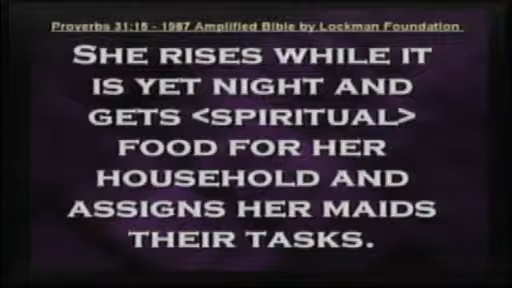 Proverbs 31:15 - 1987 Amplified Bible by Lockman Foundation
SHE RISES WHILE IT
IS YET NIGHT AND
GETS <SPIRITUAL>
FOOD FOR HER
HOUSEHOLD AND
ASSIGNS HER MAIDS
THEIR TASKS.